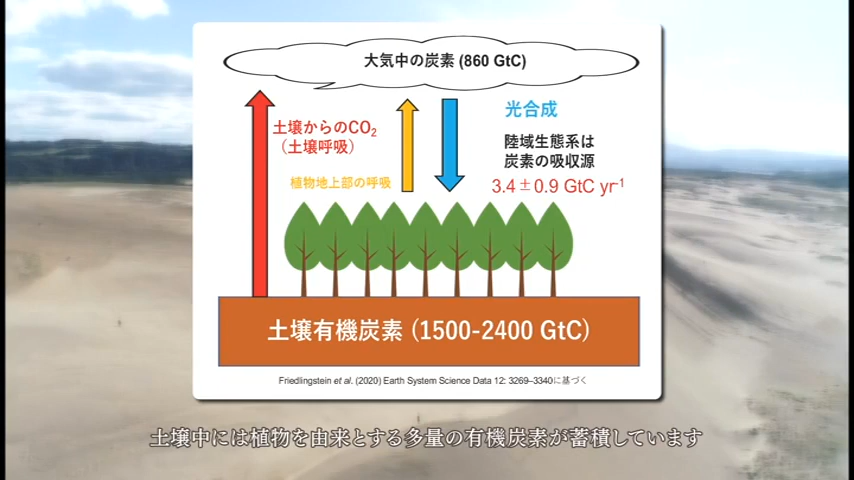 大気中の炭素 (860 GtC)
土壌からのCO₂
（土壌呼吸）
植物地上部の呼吸
光合成
陸域生態系は
炭素の吸収源
3.4±0.9 GtC yr⁻¹
土壌有機炭素 (1500-2400 GtC)
Friedlingstein et al. (2020) Earth System Science Data 12: 3269–3340に基づく
土壌中には植物を由来とする多量の有機炭素が蓄積しています